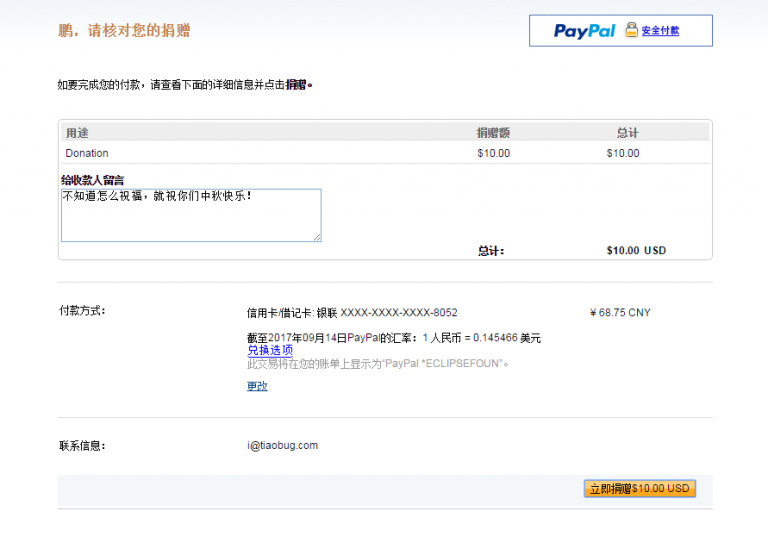 鹏，请核对您的捐赠
PayPal 安全付款
如要完成您的付款，请查看下面的详细信息并点击捐赠。
用途 捐赠额 总计
Donation $10.00 $10.00
给收款人留言
不知道怎么祝福，就祝你们中秋快乐！
总计： $10.00 USD
付款方式： 信用卡/借记卡: 银联 XXXX-XXXX-XXXX-8052 ¥ 68.75 CNY
截至2017年09月14日PayPal的汇率：1 人民币 = 0.145466 美元
兑换选项
此交易将在您的账单上显示为“PayPal *ECLIPSEFOUN”。
更改
联系信息： i@tiaobug.com
立即捐赠$10.00 USD